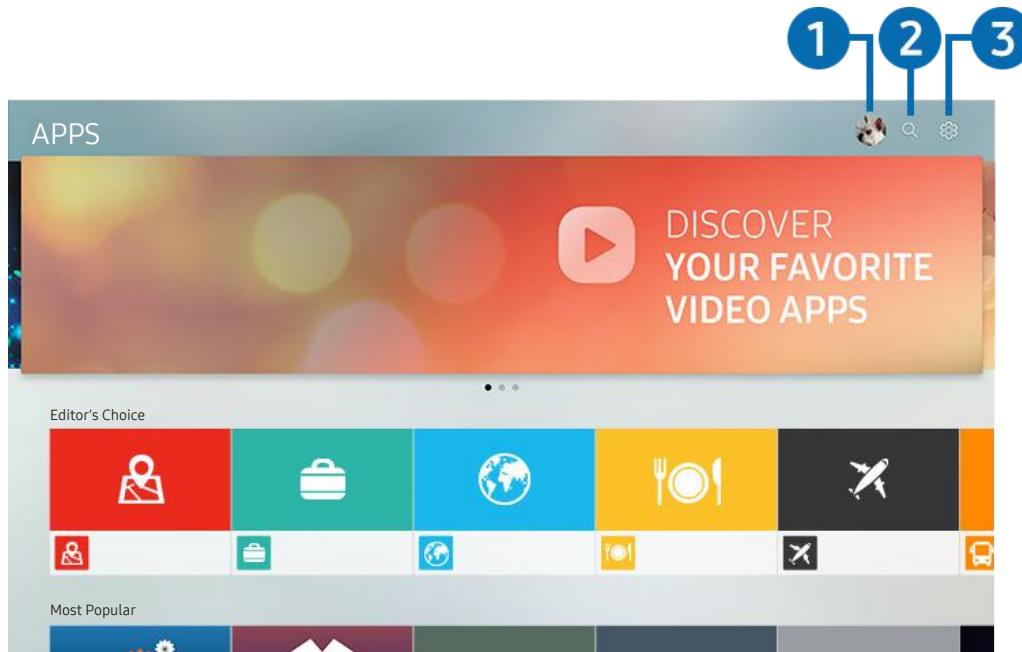 1 2 3
APPS
DISCOVER
YOUR FAVORITE
VIDEO APPS
Editor's Choice
Most Popular